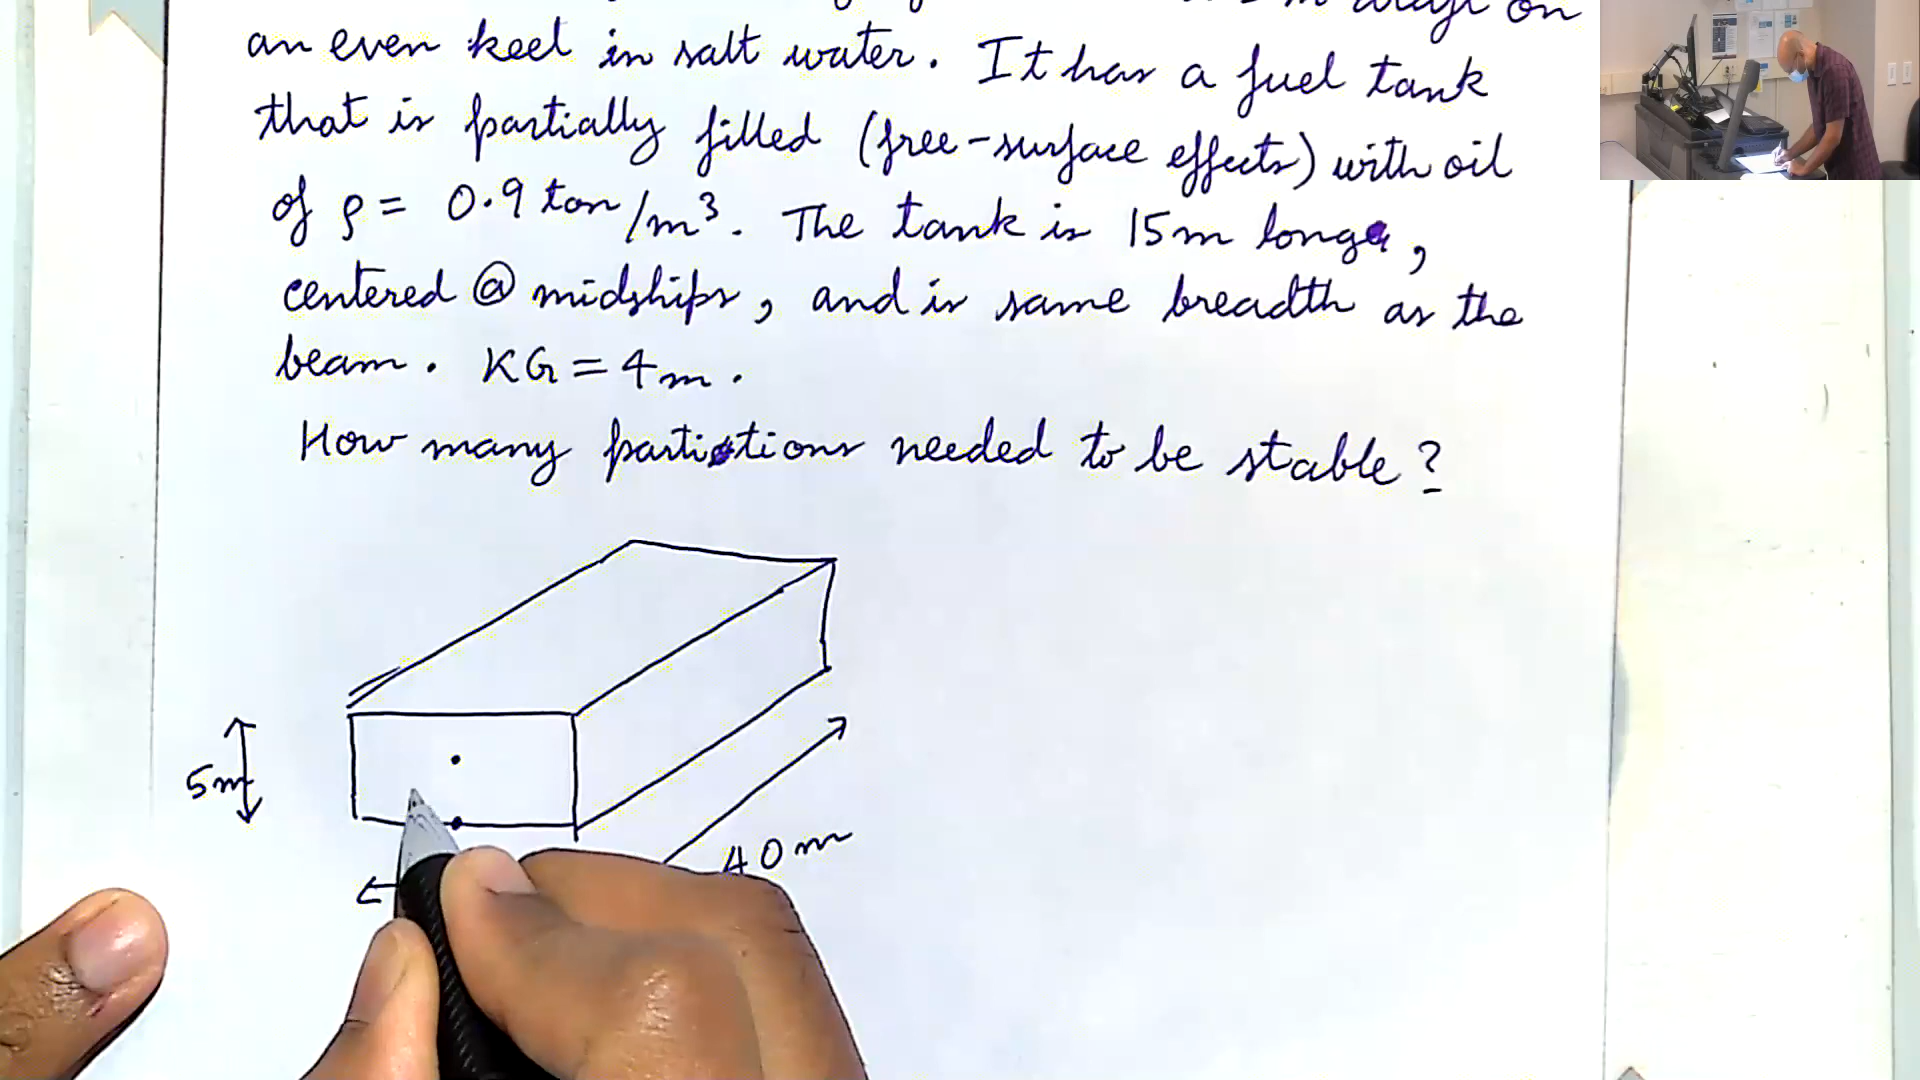 m draft on
an even keel in salt water. It has a fuel tank
that is partially filled (free-surface effects) with oil
of ρ = 0.9 ton/m³. The tank is 15m long,
centered @ midships, and is same breadth as the
beam. KG = 4m.
How many partitions needed to be stable?
5m
40m